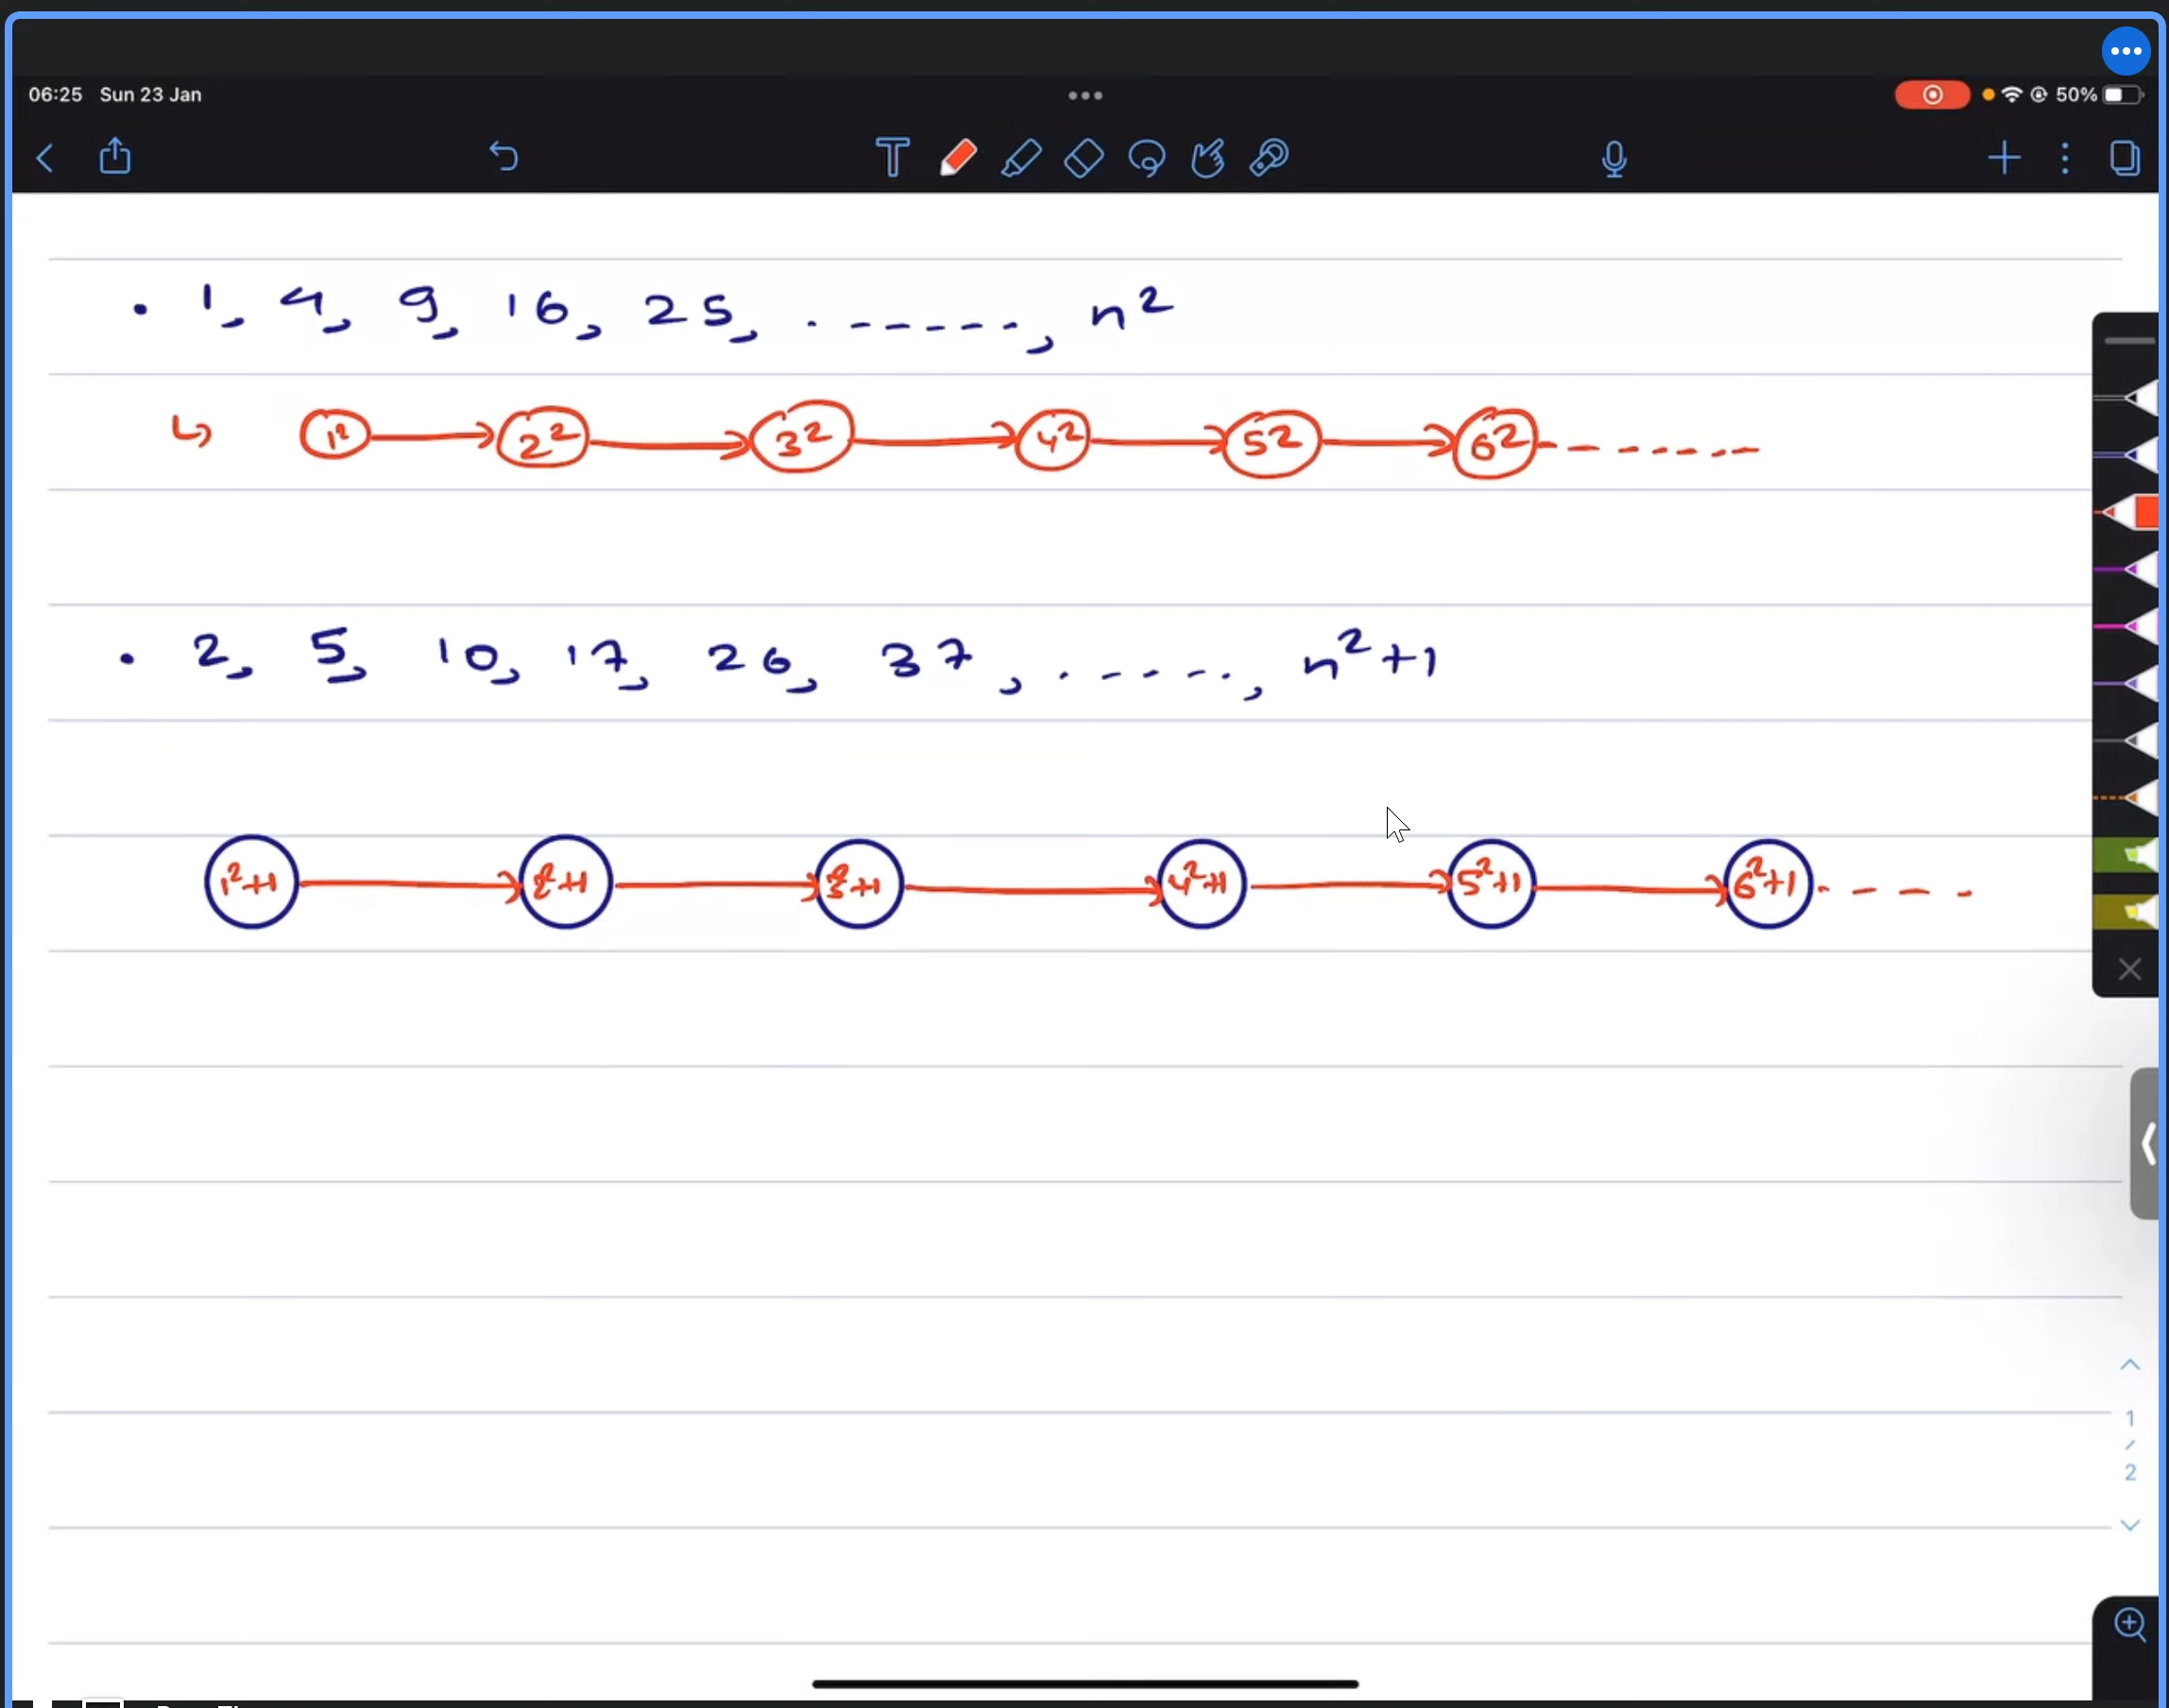 06:25 Sun 23 Jan
50%
T
• 1, 4, 9, 16, 25, ......, n²
↳ 1² → 2² → 3² → 4² → 5² → 6² ------
• 2, 5, 10, 17, 26, 37, ......, n²+1
1²+1 → 2²+1 → 3²+1 → 4²+1 → 5²+1 → 6²+1 ----
1
/
2